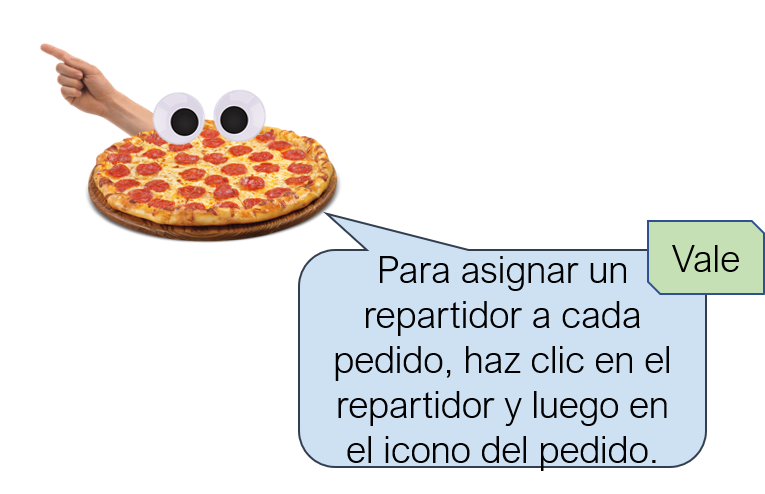 Vale
Para asignar un
repartidor a cada
pedido, haz clic en el
repartidor y luego en
el icono del pedido.